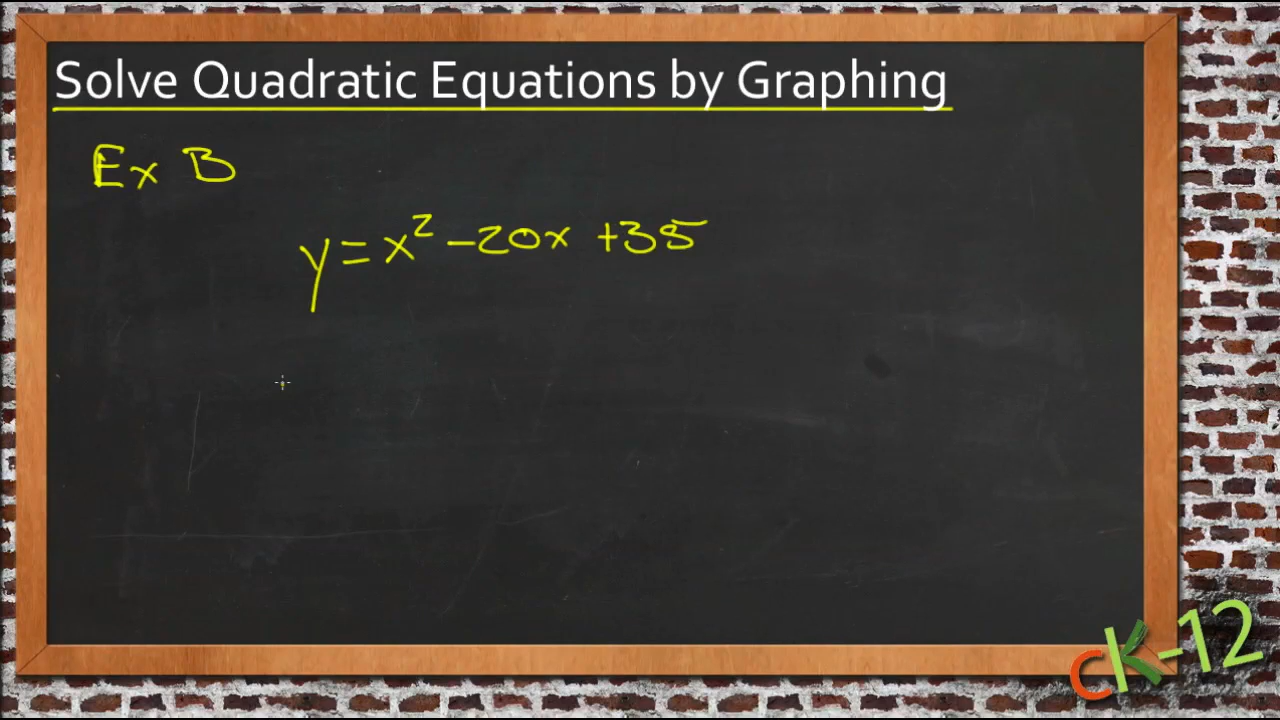 Solve Quadratic Equations by Graphing
Ex B
y = x² - 20x + 35
CK-12